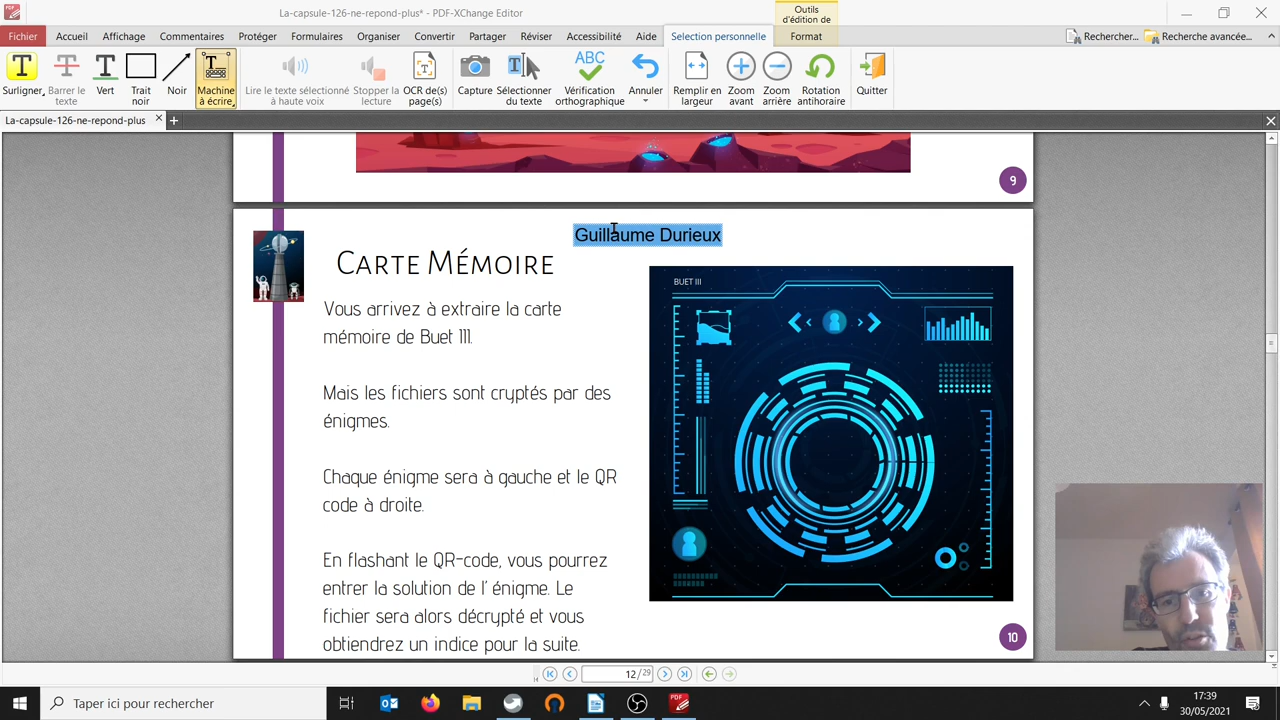 La-capsule-126-ne-repond-plus* - PDF-XChange Editor
Outils d'édition de
Fichier Accueil Affichage Commentaires Protéger Formulaires Organiser Convertir Partager Réviser Accessibilité Aide Selection personnelle Format Rechercher... Recherche avancée...
Surligner Barrer le texte Vert Trait noir Noir Machine à écrire Lire le texte sélectionné à haute voix Stopper la lecture OCR de(s) page(s) Capture Sélectionner du texte Vérification orthographique Annuler Remplir en largeur Zoom avant Zoom arrière Rotation antihoraire Quitter
La-capsule-126-ne-repond-plus
9
Guillaume Durieux
Carte Mémoire
Vous arrivez à extraire la carte
mémoire de Buet III.
Mais les fichiers sont cryptés par des
énigmes.
Chaque énigme sera à gauche et le QR
code à droite.
En flashant le QR-code, vous pourrez
entrer la solution de l' énigme. Le
fichier sera alors décrypté et vous
obtiendrez un indice pour la suite.
BUET III
10
12 / 29
Taper ici pour rechercher
17:39
30/05/2021